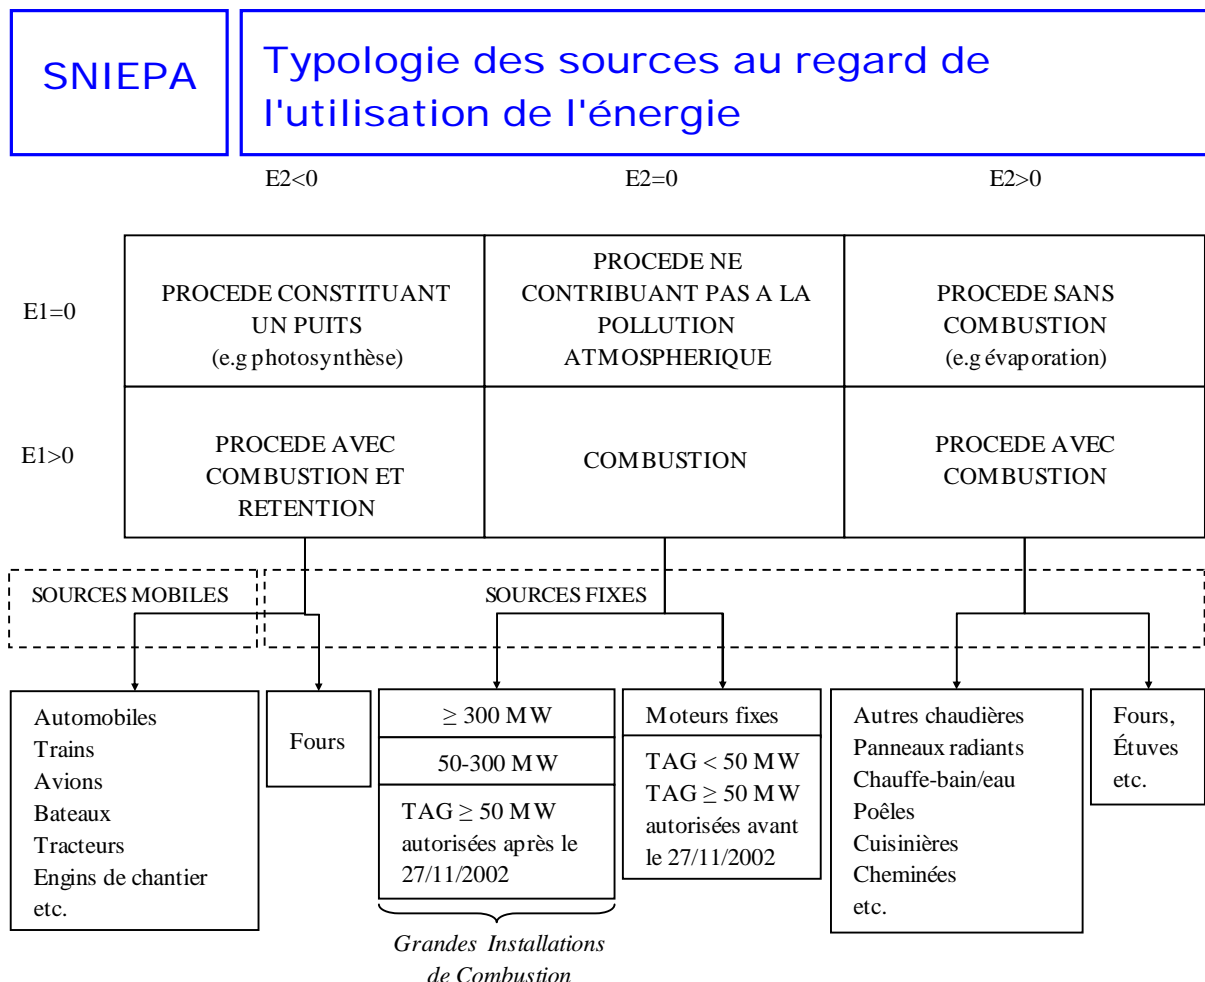 SNIEPA
Typologie des sources au regard de
l'utilisation de l'énergie
E2<0
E2=0
E2>0
E1=0
PROCEDE CONSTITUANT
UN PUITS
(e.g photosynthèse)
PROCEDE NE
CONTRIBUANT PAS A LA
POLLUTION
ATMOSPHERIQUE
PROCEDE SANS
COMBUSTION
(e.g évaporation)
E1>0
PROCEDE AVEC
COMBUSTION ET
RETENTION
COMBUSTION
PROCEDE AVEC
COMBUSTION
SOURCES MOBILES
SOURCES FIXES
Automobiles
Trains
Avions
Bateaux
Tracteurs
Engins de chantier
etc.
Fours
≥ 300 MW
50-300 MW
TAG ≥ 50 MW
autorisées après le
27/11/2002
Grandes Installations
de Combustion
Moteurs fixes
TAG < 50 MW
TAG ≥ 50 MW
autorisées avant
le 27/11/2002
Autres chaudières
Panneaux radiants
Chauffe-bain/eau
Poêles
Cuisinières
Cheminées
etc.
Fours,
Étuves
etc.